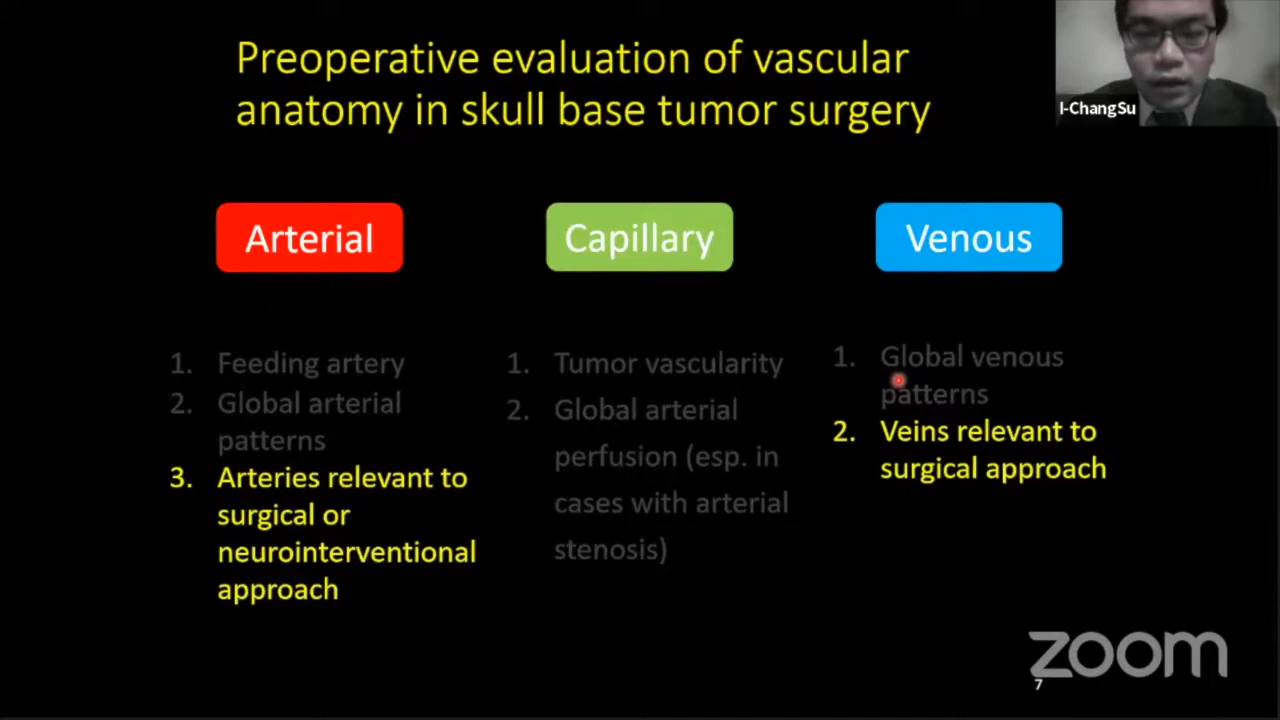 Preoperative evaluation of vascular
anatomy in skull base tumor surgery
I-ChangSu
Arterial
Capillary
Venous
1. Feeding artery
2. Global arterial
patterns
3. Arteries relevant to
surgical or
neurointerventional
approach
1. Tumor vascularity
2. Global arterial
perfusion (esp. in
cases with arterial
stenosis)
1. Global venous
patterns
2. Veins relevant to
surgical approach
zoom
7